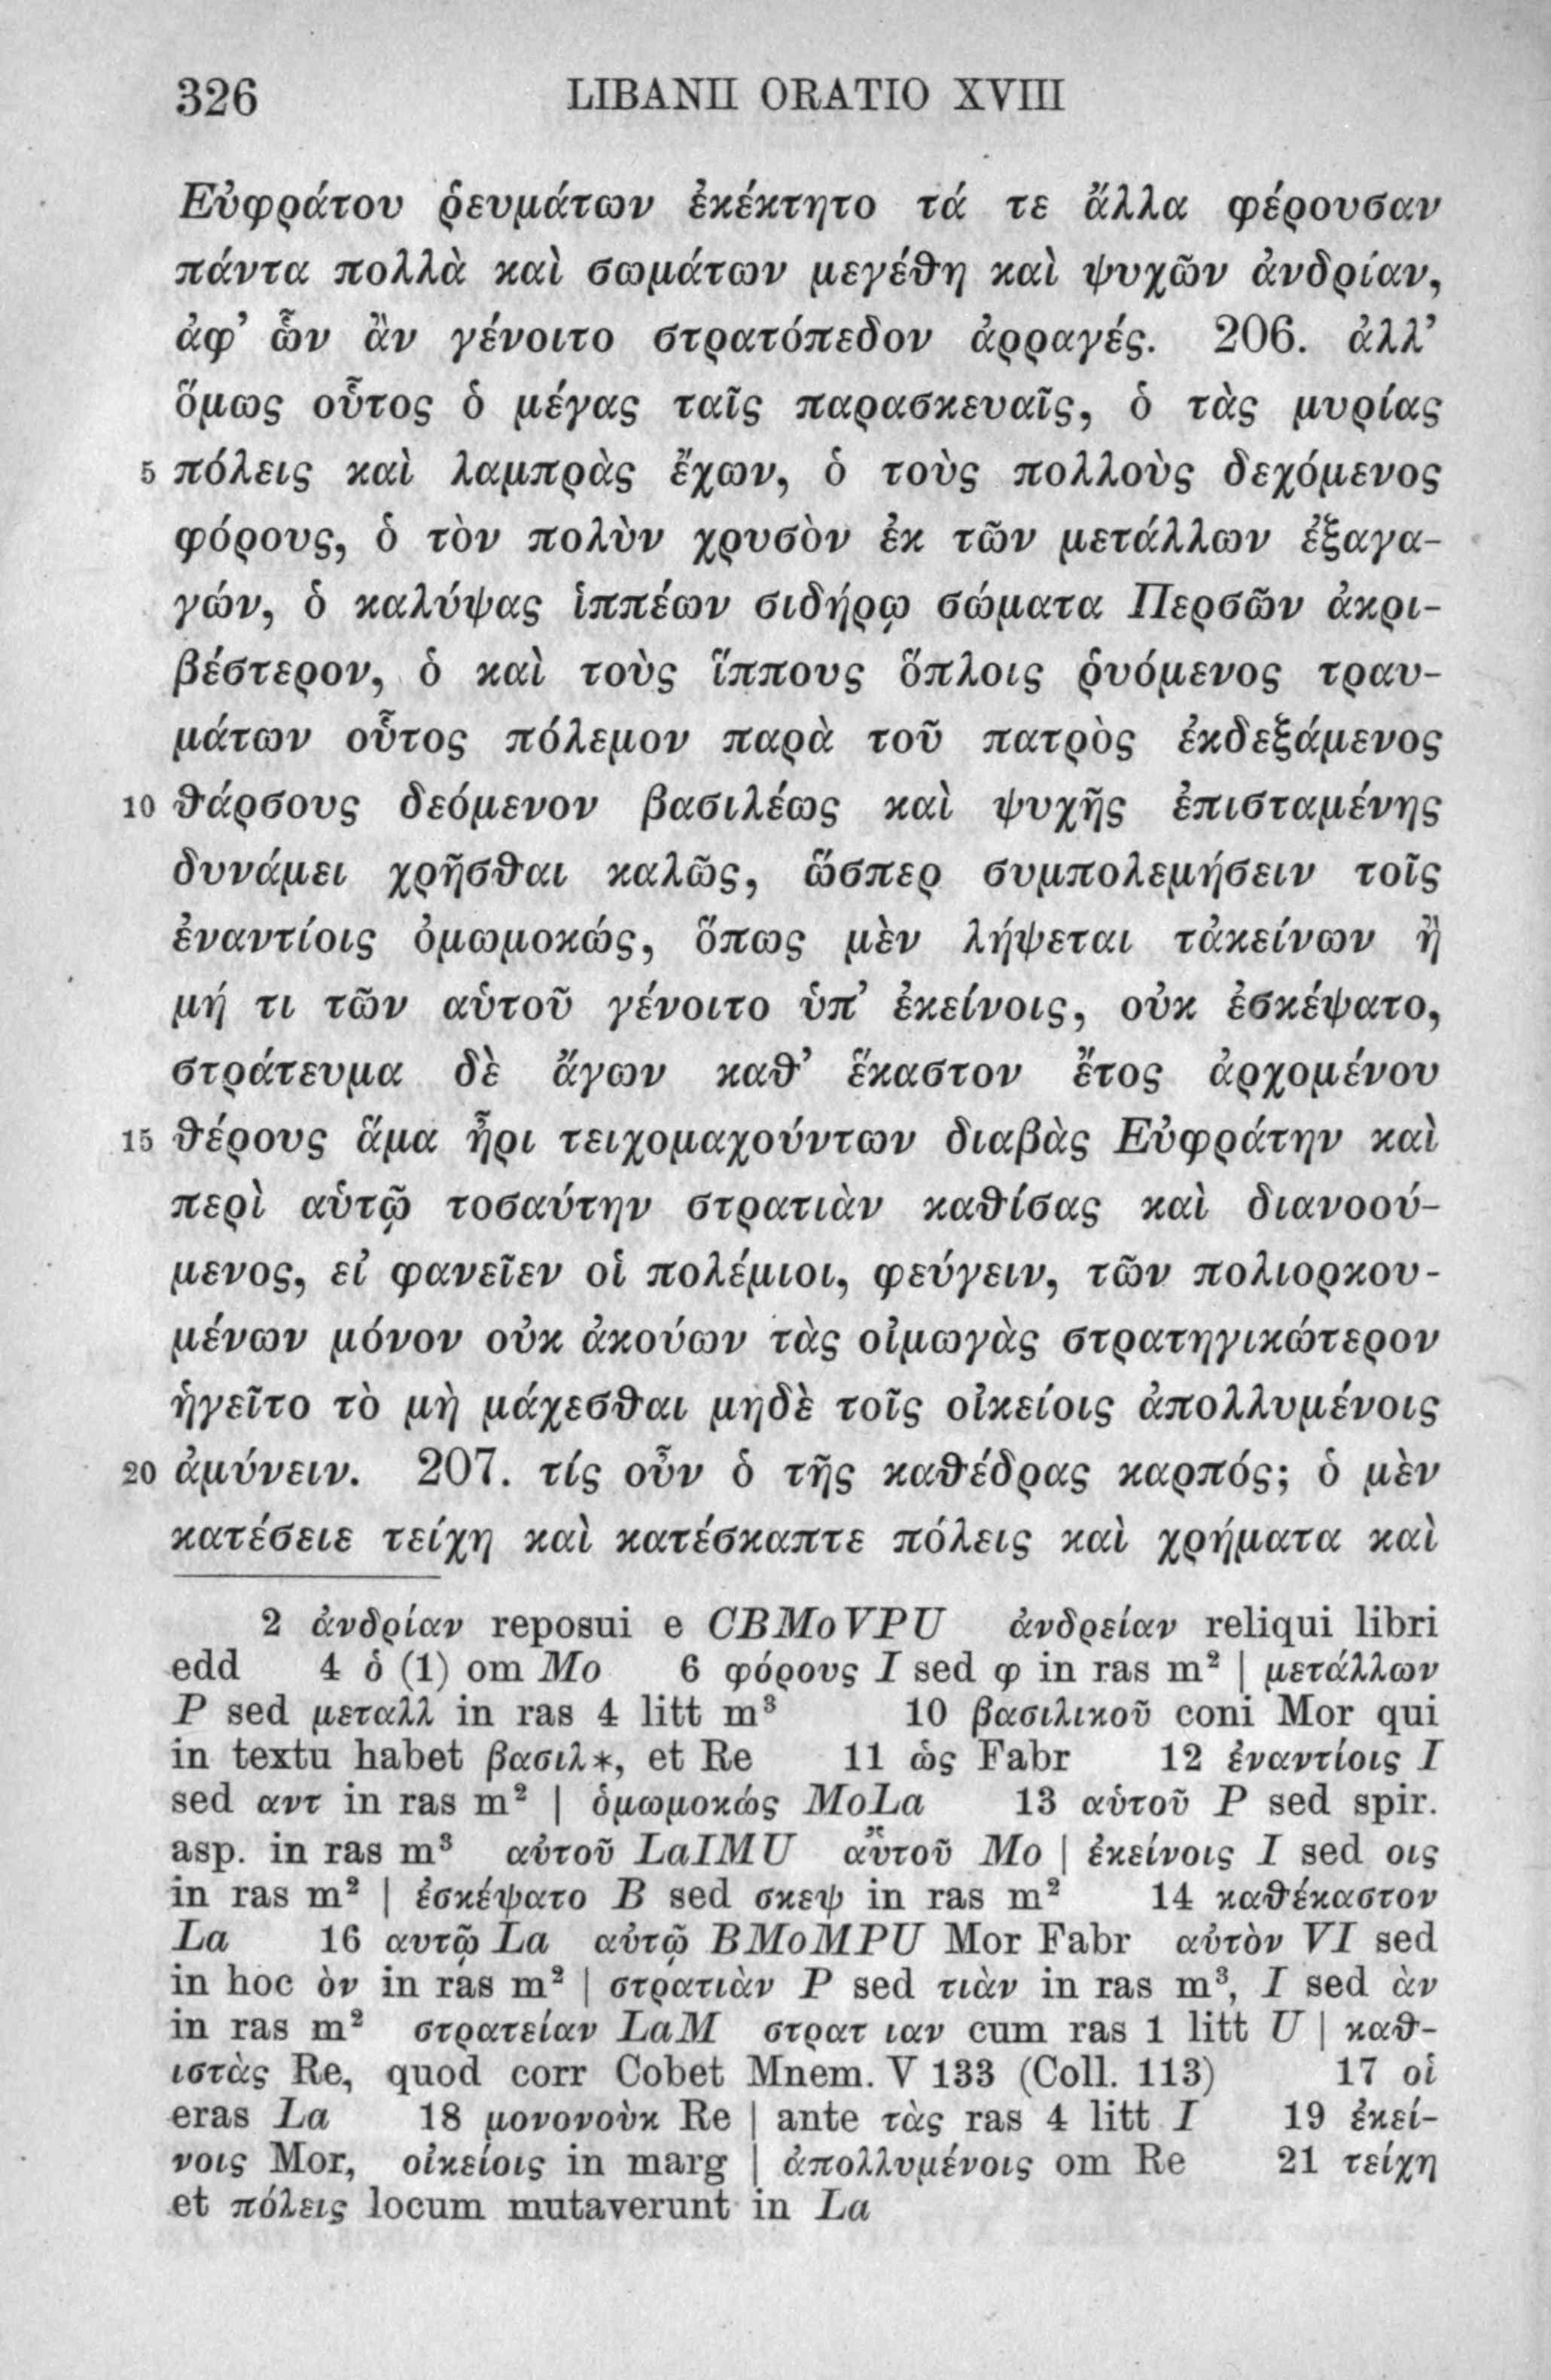 326 LIBANII ORATIO XVIII
Εὐφράτου ῥευμάτων ἐκέκτητο τά τε ἄλλα φέρουσαν
πάντα πολλὰ καὶ σωμάτων μεγέθη καὶ ψυχῶν ἀνδρίαν,
ἀφ’ ὧν ἂν γένοιτο στρατόπεδον ἀρραγές. 206. ἀλλ’
ὅμως οὗτος ὁ μέγας ταῖς παρασκευαῖς, ὁ τὰς μυρίας
5 πόλεις καὶ λαμπρὰς ἔχων, ὁ τοὺς πολλοὺς δεχόμενος
φόρους, ὁ τὸν πολὺν χρυσὸν ἐκ τῶν μετάλλων ἐξαγα-
γών, ὁ καλύψας ἱππέων σιδήρῳ σώματα Περσῶν ἀκρι-
βέστερον, ὁ καὶ τοὺς ἵππους ὅπλοις ῥυόμενος τραυ-
μάτων οὗτος πόλεμον παρὰ τοῦ πατρὸς ἐκδεξάμενος
10 θάρσους δεόμενον βασιλέως καὶ ψυχῆς ἐπισταμένης
δυνάμει χρῆσθαι καλῶς, ὥσπερ συμπολεμήσειν τοῖς
ἐναντίοις ὀμωμοκώς, ὅπως μὲν λήψεται τἀκείνων ἢ
μή τι τῶν αὑτοῦ γένοιτο ὑπ’ ἐκείνοις, οὐκ ἐσκέψατο,
στράτευμα δὲ ἄγων καθ’ ἕκαστον ἔτος ἀρχομένου
15 θέρους ἅμα ἦρι τειχομαχούντων διαβὰς Εὐφράτην καὶ
περὶ αὑτῷ τοσαύτην στρατιὰν καθίσας καὶ διανοού-
μενος, εἰ φανεῖεν οἱ πολέμιοι, φεύγειν, τῶν πολιορκου-
μένων μόνον οὐκ ἀκούων τὰς οἰμωγὰς στρατηγικώτερον
ἡγεῖτο τὸ μὴ μάχεσθαι μηδὲ τοῖς οἰκείοις ἀπολλυμένοις
20 ἀμύνειν. 207. τίς οὖν ὁ τῆς καθέδρας καρπός; ὁ μὲν
κατέσειε τείχη καὶ κατέσκαπτε πόλεις καὶ χρήματα καὶ
2 ἀνδρίαν reposui e CBMoVPU ἀνδρείαν reliqui libri
edd 4 ὁ (1) om Mo 6 φόρους I sed φ in ras m² | μετάλλων
P sed μεταλλ in ras 4 litt m³ 10 βασιλικοῦ coni Mor qui
in textu habet βασιλ*, et Re 11 ὡς Fabr 12 ἐναντίοις I
sed αντ in ras m² | ὁμωμοκώς MoLa 13 αὑτοῦ P sed spir.
asp. in ras m³ αὐτοῦ LaIMU αὔτοῦ Mo | ἐκείνοις I sed οις
in ras m² | ἐσκέψατο B sed σκεψ in ras m² 14 καθέκαστον
La 16 αυτῷ La αὐτῷ BMoMPU Mor Fabr αὐτὸν VI sed
in hoc ὸν in ras m² | στρατιὰν P sed τιὰν in ras m³, I sed ὰν
in ras m² στρατείαν LaM στρατ ιαν cum ras 1 litt U | καθ-
ιστὰς Re, quod corr Cobet Mnem. V 133 (Coll. 113) 17 οἱ
eras La 18 μονονοὺκ Re | ante τὰς ras 4 litt I 19 ἐκεί-
νοις Mor, οἰκείοις in marg | ἀπολλυμένοις om Re 21 τείχη
et πόλεις locum mutaverunt in La